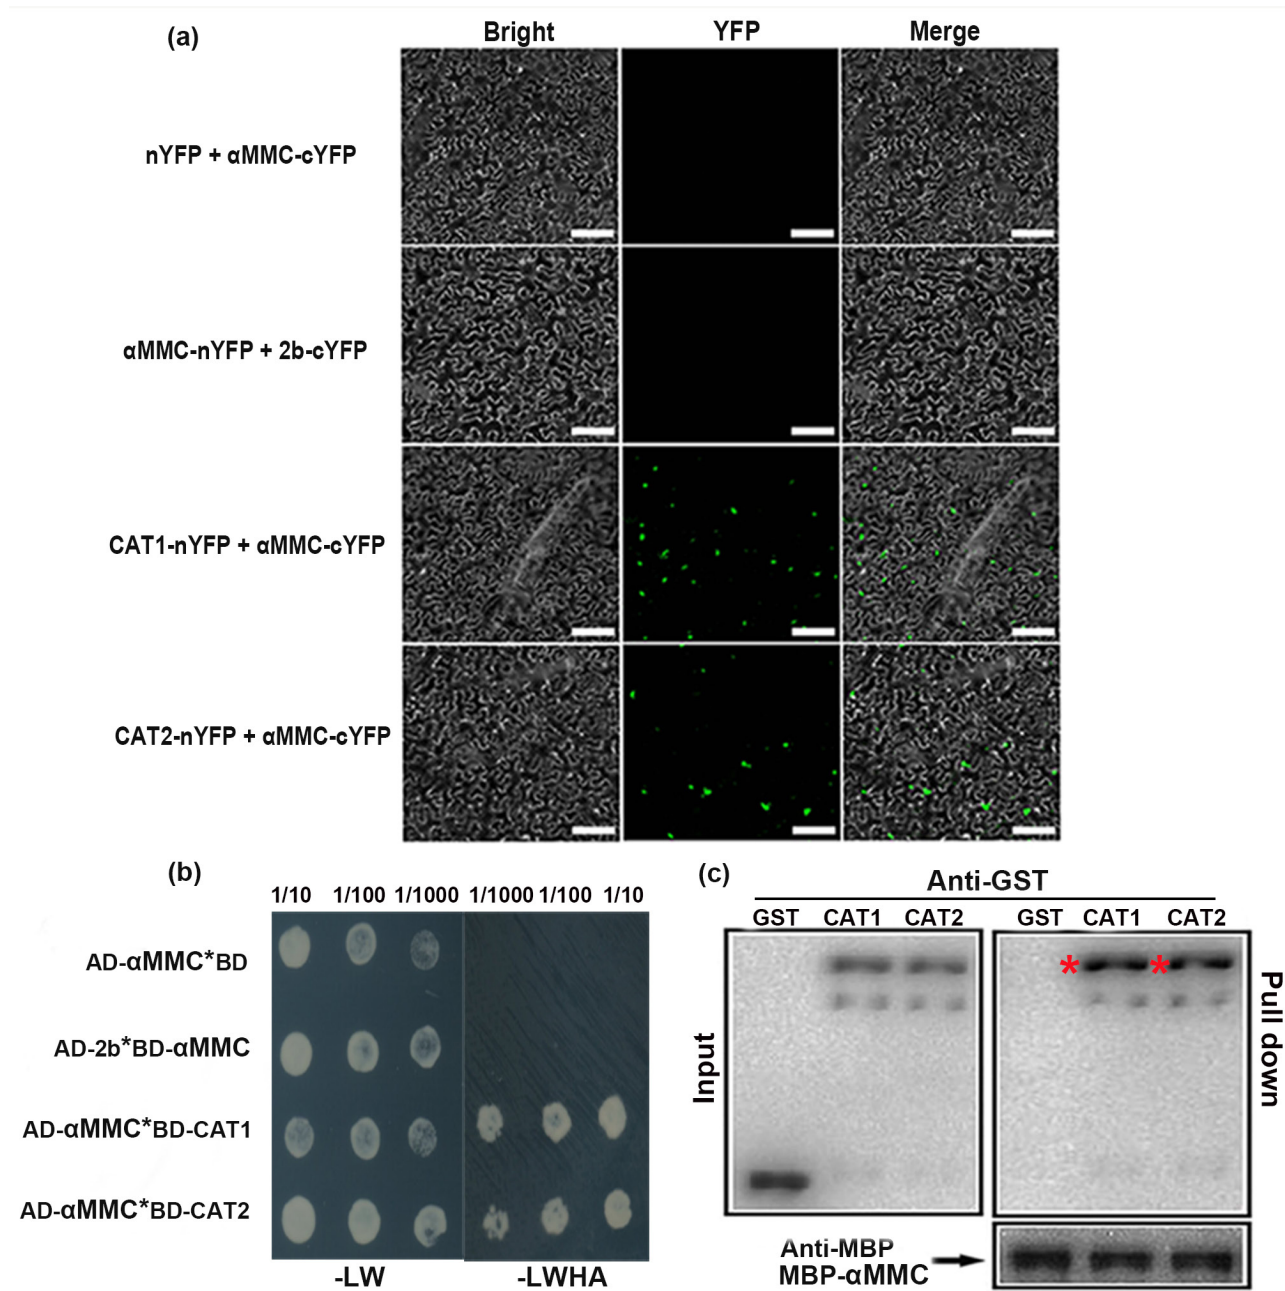 (a)
Bright YFP Merge
nYFP + αMMC-cYFP
αMMC-nYFP + 2b-cYFP
CAT1-nYFP + αMMC-cYFP
CAT2-nYFP + αMMC-cYFP
(b)
1/10 1/100 1/1000 1/1000 1/100 1/10
AD-αMMC*BD
AD-2b*BD-αMMC
AD-αMMC*BD-CAT1
AD-αMMC*BD-CAT2
-LW -LWHA
(c)
Anti-GST
GST CAT1 CAT2 GST CAT1 CAT2
Input
* *
Pull down
Anti-MBP
MBP-αMMC